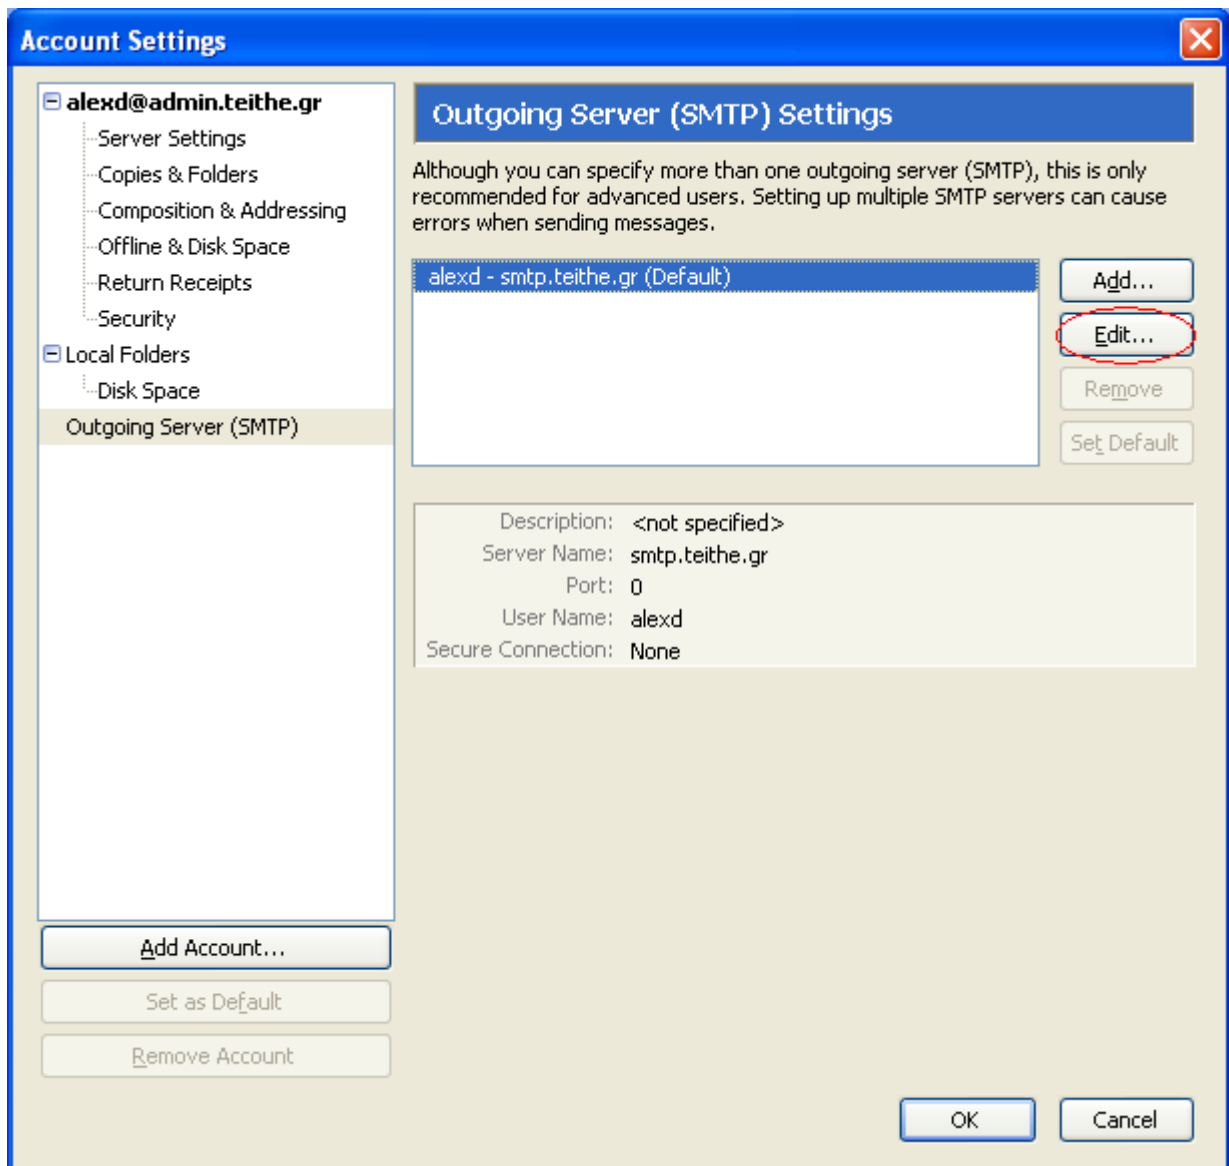 Account Settings
alexd@admin.teithe.gr
Server Settings
Copies & Folders
Composition & Addressing
Offline & Disk Space
Return Receipts
Security
Local Folders
Disk Space
Outgoing Server (SMTP)
Add Account...
Set as Default
Remove Account
Outgoing Server (SMTP) Settings
Although you can specify more than one outgoing server (SMTP), this is only
recommended for advanced users. Setting up multiple SMTP servers can cause
errors when sending messages.
alexd - smtp.teithe.gr (Default)
Add...
Edit...
Remove
Set Default
Description: <not specified>
Server Name: smtp.teithe.gr
Port: 0
User Name: alexd
Secure Connection: None
OK
Cancel